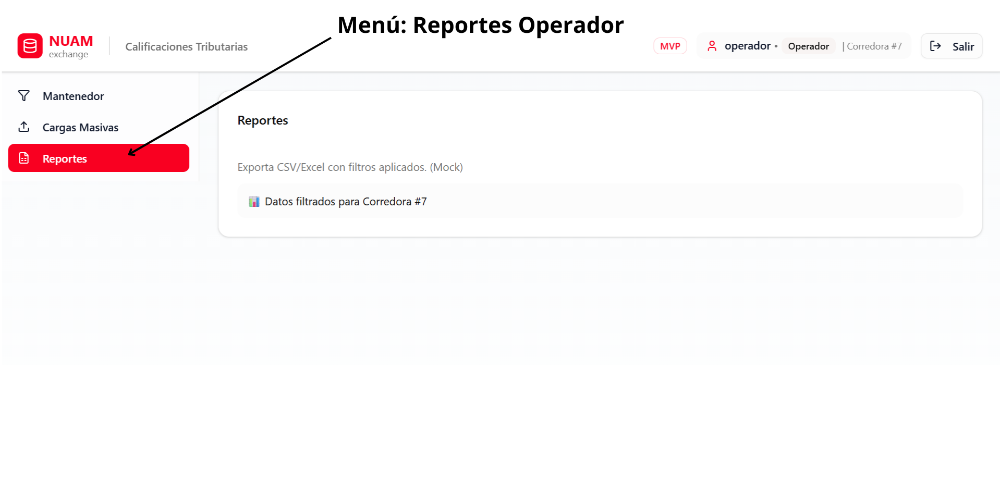 Menú: Reportes Operador
NUAM
exchange
Calificaciones Tributarias
MVP
operador • Operador | Corredora #7
Salir
Mantenedor
Cargas Masivas
Reportes
Reportes
Exporta CSV/Excel con filtros aplicados. (Mock)
Datos filtrados para Corredora #7